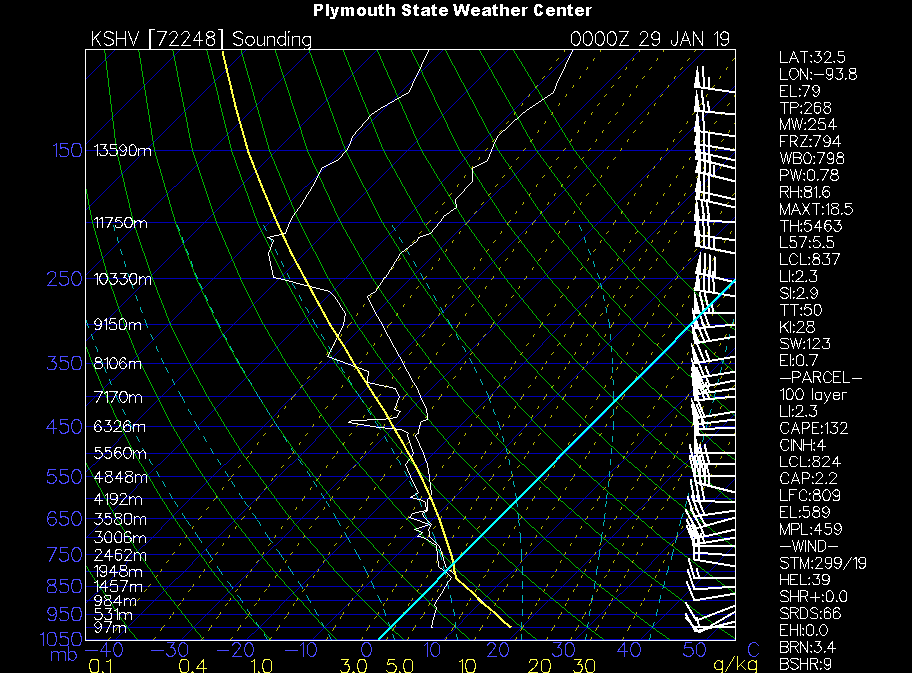 Plymouth State Weather Center
KSHV [72248] Sounding 0000Z 29 JAN 19
LAT:32.5
LON:-93.8
EL:79
TP:268
MW:254
FRZ:794
WBO:798
PW:0.78
RH:81.6
MAXT:18.5
TH:5463
L57:5.5
LCL:837
LI:2.3
SI:2.9
TT:50
KI:28
SW:123
EI:0.7
-PARCEL-
100 layer
LI:2.3
CAPE:132
CINH:4
LCL:824
CAP:2.2
LFC:809
EL:589
MPL:459
-WIND-
STM:299/19
HEL:39
SHR+:0.0
SRDS:66
EHI:0.0
BRN:3.4
BSHR:9
150 13590m
11750m
250 10330m
9150m
350 8106m
7170m
450 6326m
5560m
550 4848m
4192m
650 3580m
3006m
750 2462m
1948m
850 1457m
984m
950 531m
97m
1050
mb -40 -30 -20 -10 0 10 20 30 40 50 C
0.1 0.4 1.0 3.0 5.0 10 20 30 g/kg